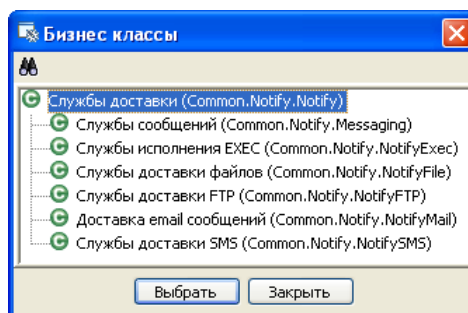 Бизнес классы
Службы доставки (Common.Notify.Notify)
Службы сообщений (Common.Notify.Messaging)
Службы исполнения EXEC (Common.Notify.NotifyExec)
Службы доставки файлов (Common.Notify.NotifyFile)
Службы доставки FTP (Common.Notify.NotifyFTP)
Доставка email сообщений (Common.Notify.NotifyMail)
Службы доставки SMS (Common.Notify.NotifySMS)
Выбрать Закрыть